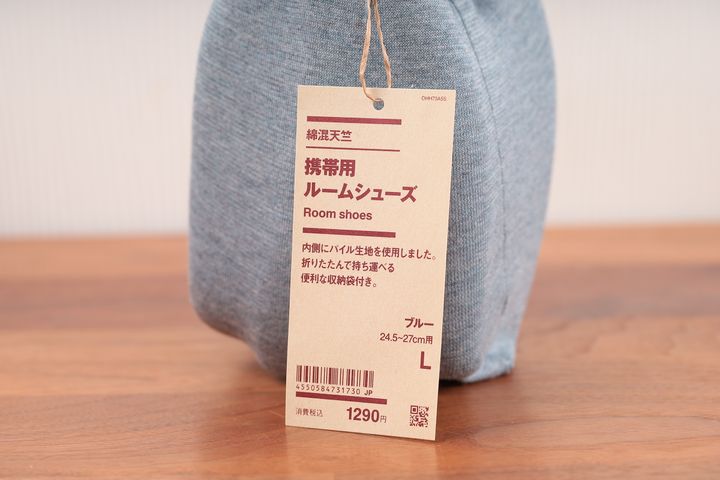 OHH73A5S
綿混天竺
携帯用
ルームシューズ
Room shoes
内側にパイル生地を使用しました。
折りたたんで持ち運べる
便利な収納袋付き。
ブルー
24.5~27cm用
L
4550584731730 JP
消費税込 1290円